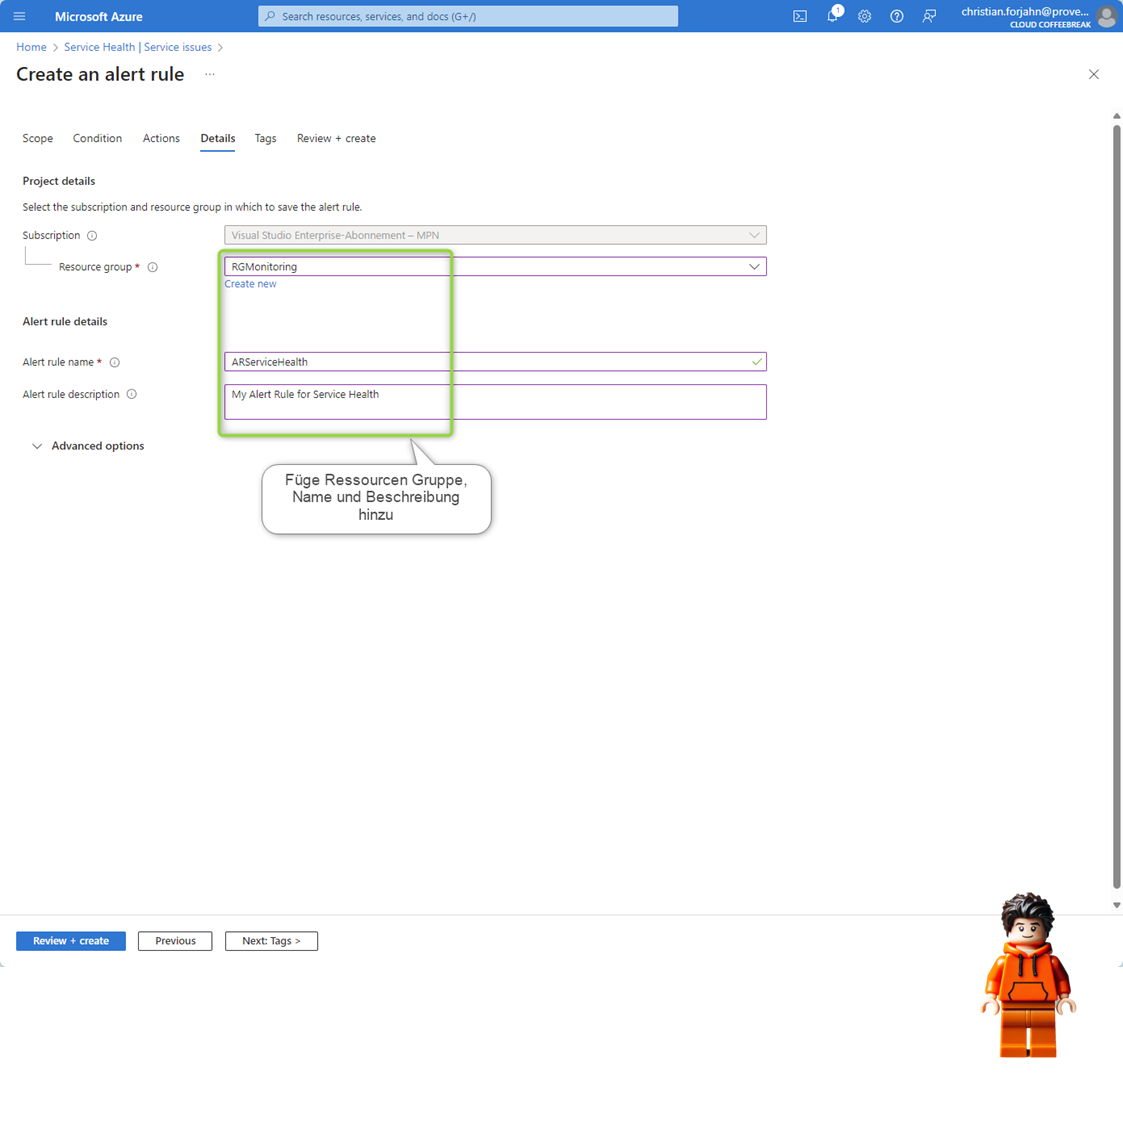 Microsoft Azure
Search resources, services, and docs (G+/)
1
christian.forjahn@prove...
CLOUD COFFEEBREAK
Home > Service Health | Service issues >
Create an alert rule ...
Scope Condition Actions Details Tags Review + create
Project details
Select the subscription and resource group in which to save the alert rule.
Subscription
Visual Studio Enterprise-Abonnement – MPN
Resource group *
RGMonitoring
Create new
Alert rule details
Alert rule name *
ARServiceHealth
Alert rule description
My Alert Rule for Service Health
Advanced options
Füge Ressourcen Gruppe,
Name und Beschreibung
hinzu
Review + create Previous Next: Tags >